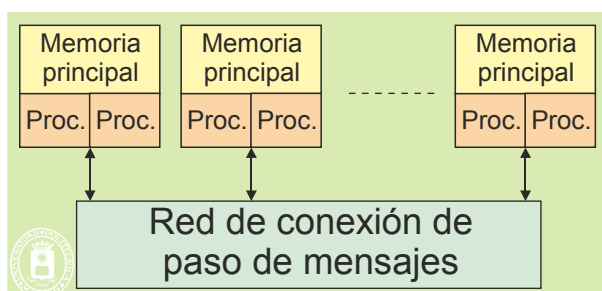 Memoria
principal
Proc. Proc.
Memoria
principal
Proc. Proc.
Memoria
principal
Proc. Proc.
Red de conexión de
paso de mensajes